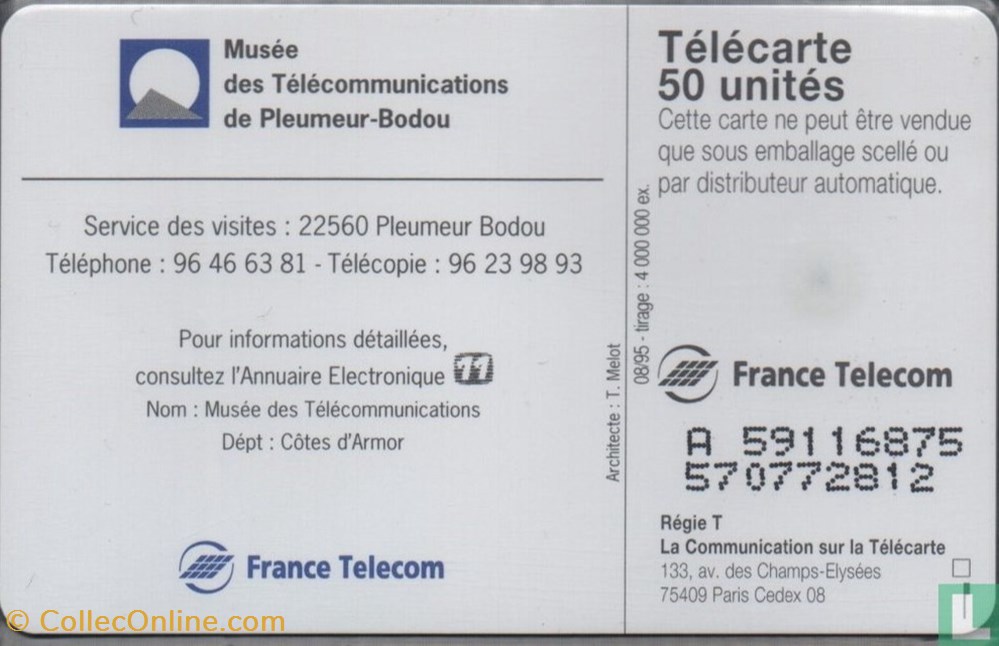 Musée
des Télécommunications
de Pleumeur-Bodou
Service des visites : 22560 Pleumeur Bodou
Téléphone : 96 46 63 81 - Télécopie : 96 23 98 93
Pour informations détaillées,
consultez l'Annuaire Electronique 11
Nom : Musée des Télécommunications
Dépt : Côtes d'Armor
France Telecom
Architecte : T. Melot
08/95 - tirage : 4 000 000 ex.
Télécarte
50 unités
Cette carte ne peut être vendue
que sous emballage scellé ou
par distributeur automatique.
France Telecom
A 59116875
570772812
Régie T
La Communication sur la Télécarte
133, av. des Champs-Elysées
75409 Paris Cedex 08
© CollecOnline.com
L